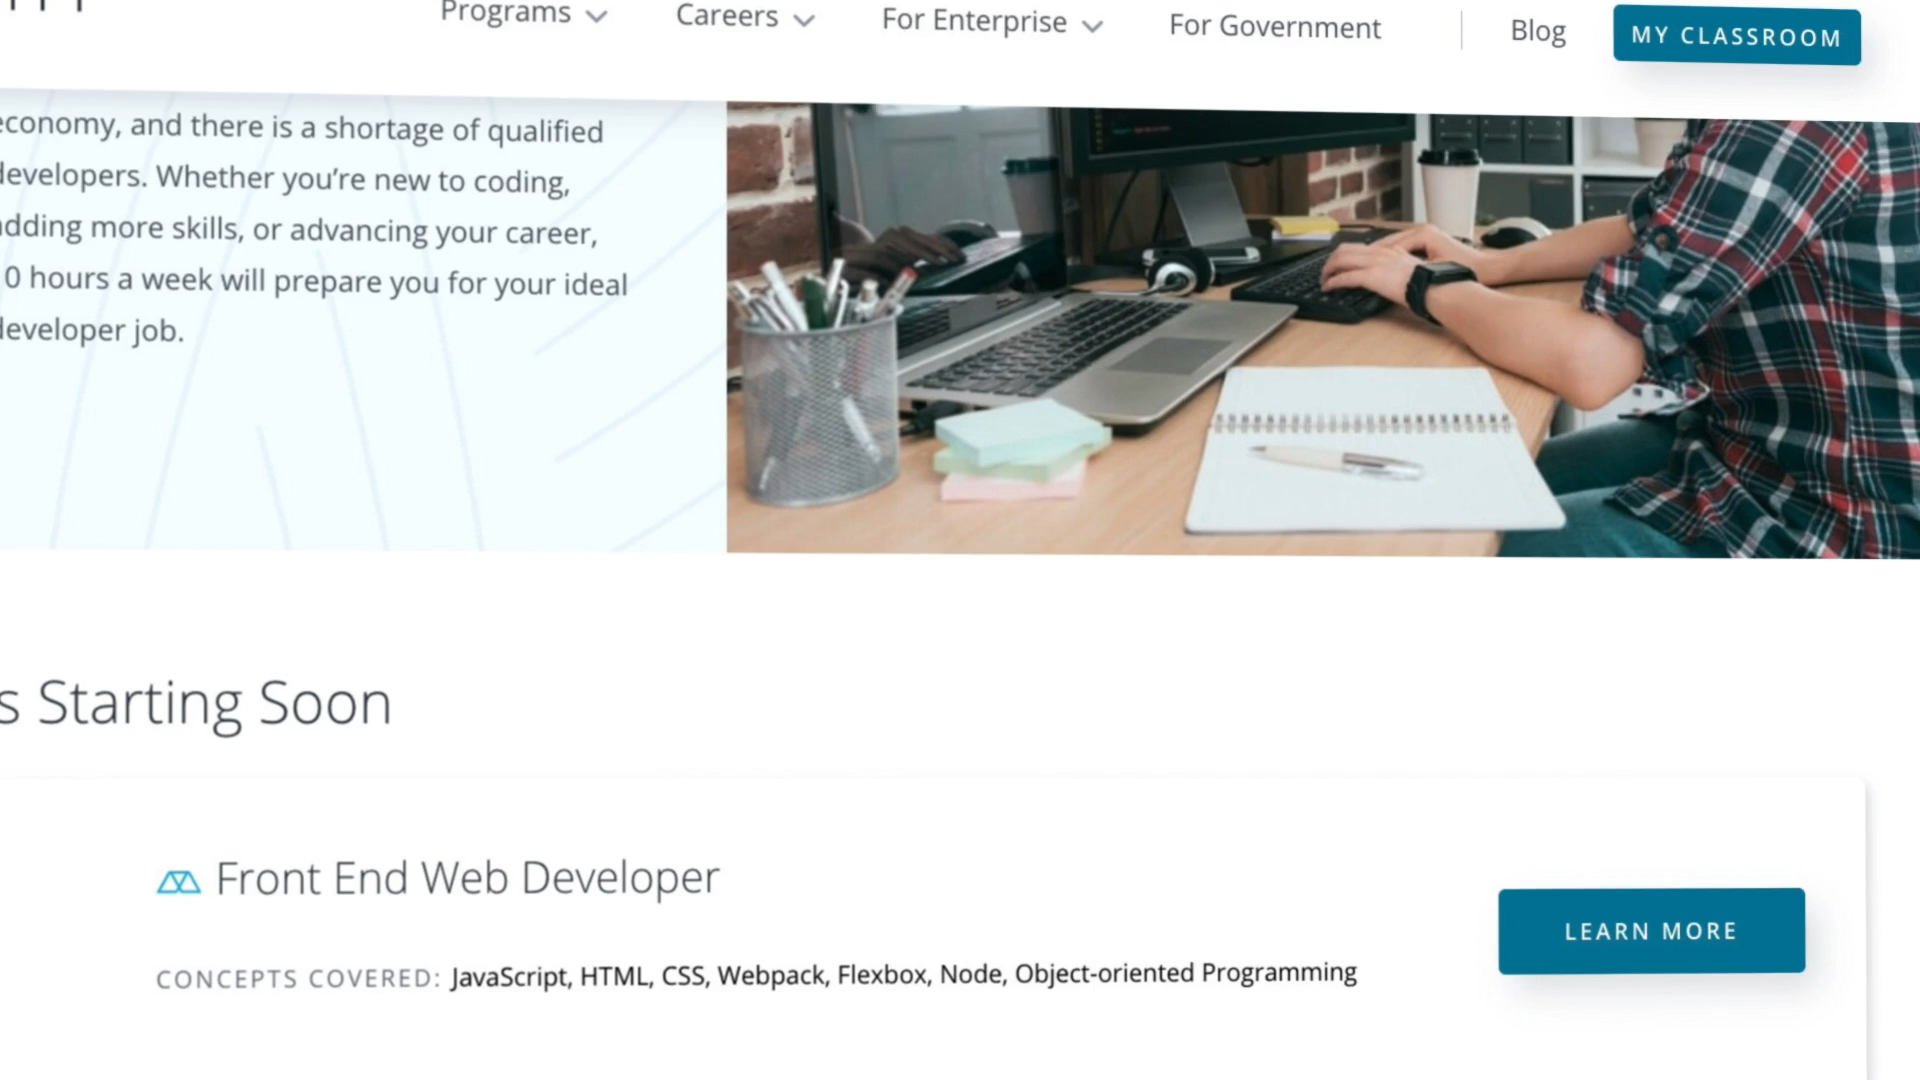 Programs
Careers
For Enterprise
For Government
Blog
MY CLASSROOM
economy, and there is a shortage of qualified
developers. Whether you’re new to coding,
adding more skills, or advancing your career,
0 hours a week will prepare you for your ideal
developer job.
s Starting Soon
Front End Web Developer
LEARN MORE
CONCEPTS COVERED: JavaScript, HTML, CSS, Webpack, Flexbox, Node, Object-oriented Programming